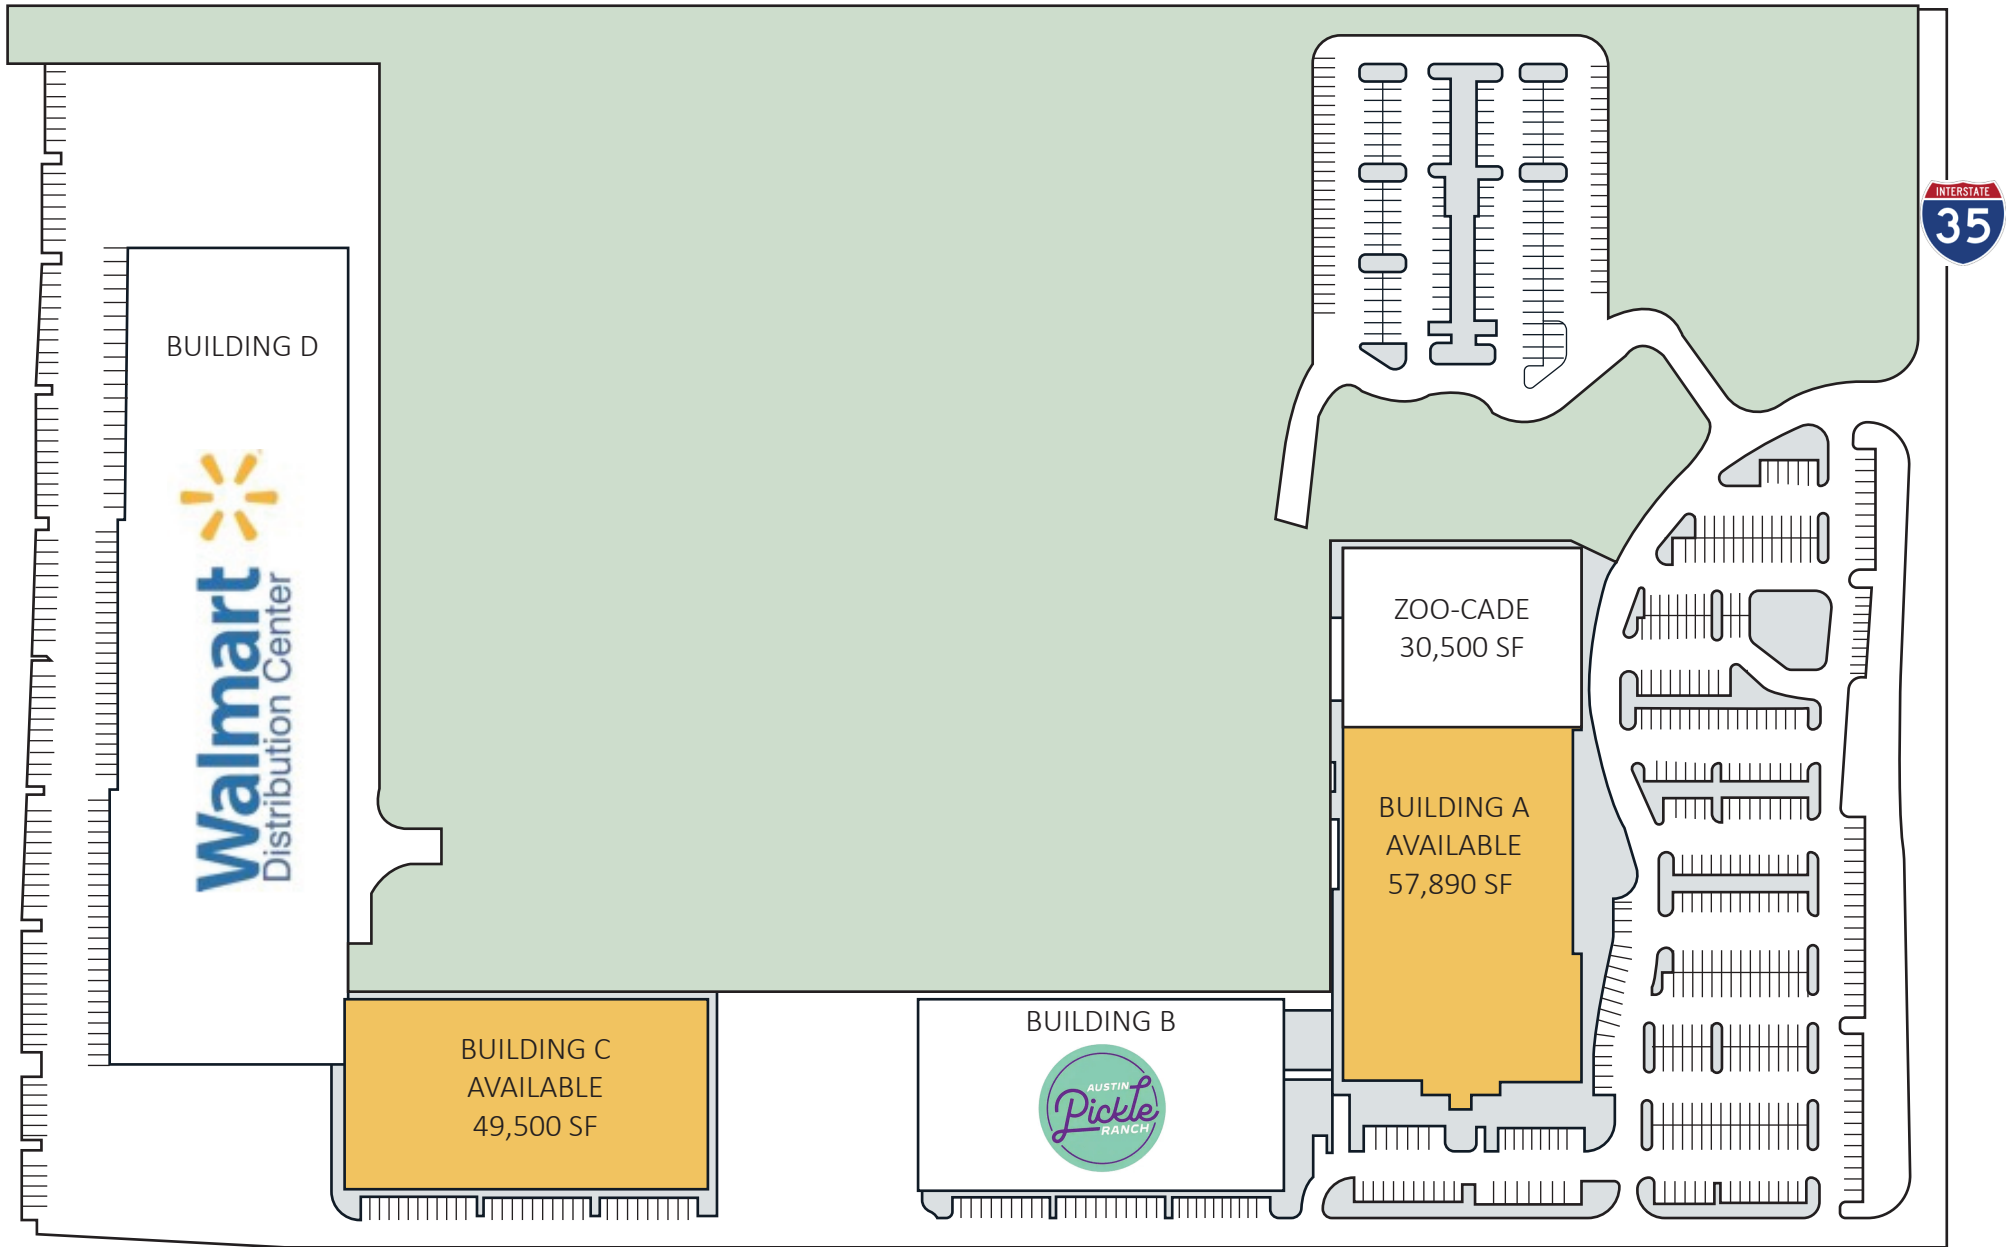 INTERSTATE
35
BUILDING D
Walmart
Distribution Center
ZOO-CADE
30,500 SF
BUILDING A
AVAILABLE
57,890 SF
BUILDING C
AVAILABLE
49,500 SF
BUILDING B
AUSTIN
Pickle
RANCH